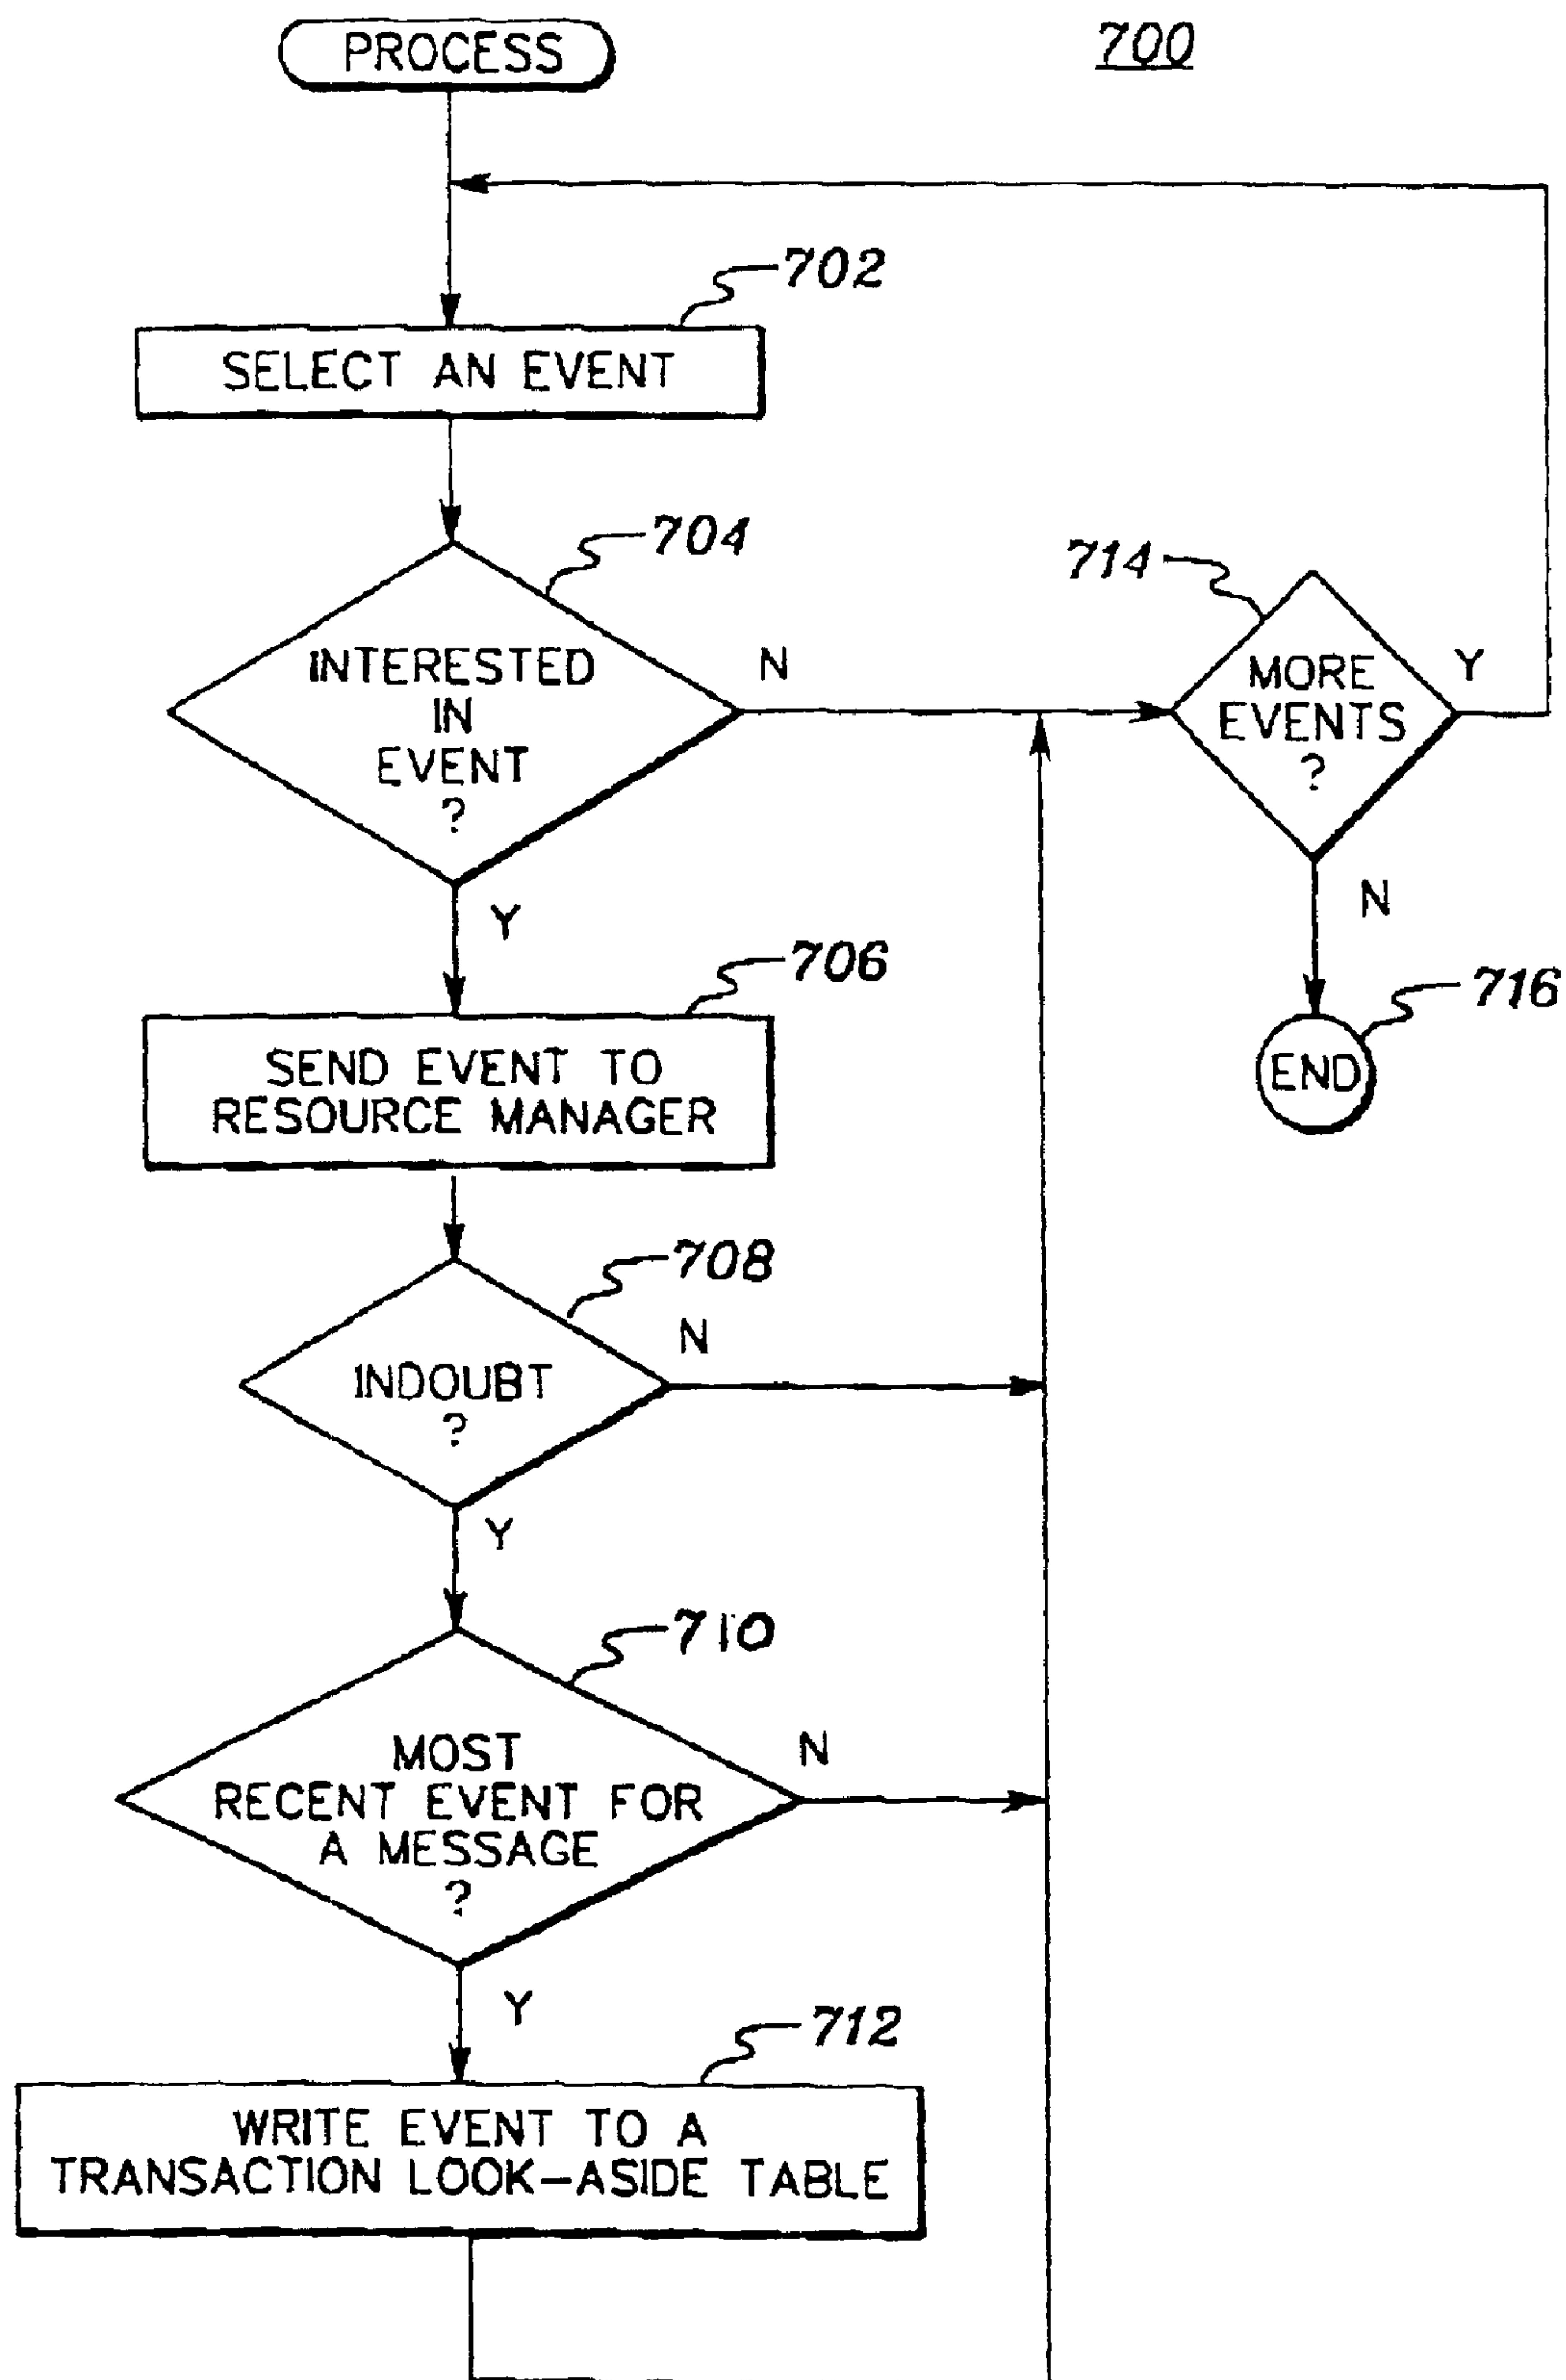 PROCESS
700
702
SELECT AN EVENT
704
INTERESTED
IN
EVENT
?
N
Y
714
MORE
EVENTS
?
Y
N
716
END
706
SEND EVENT TO
RESOURCE MANAGER
708
INDOUBT
?
N
Y
710
MOST
RECENT EVENT FOR
A MESSAGE
?
N
Y
712
WRITE EVENT TO A
TRANSACTION LOOK-ASIDE TABLE